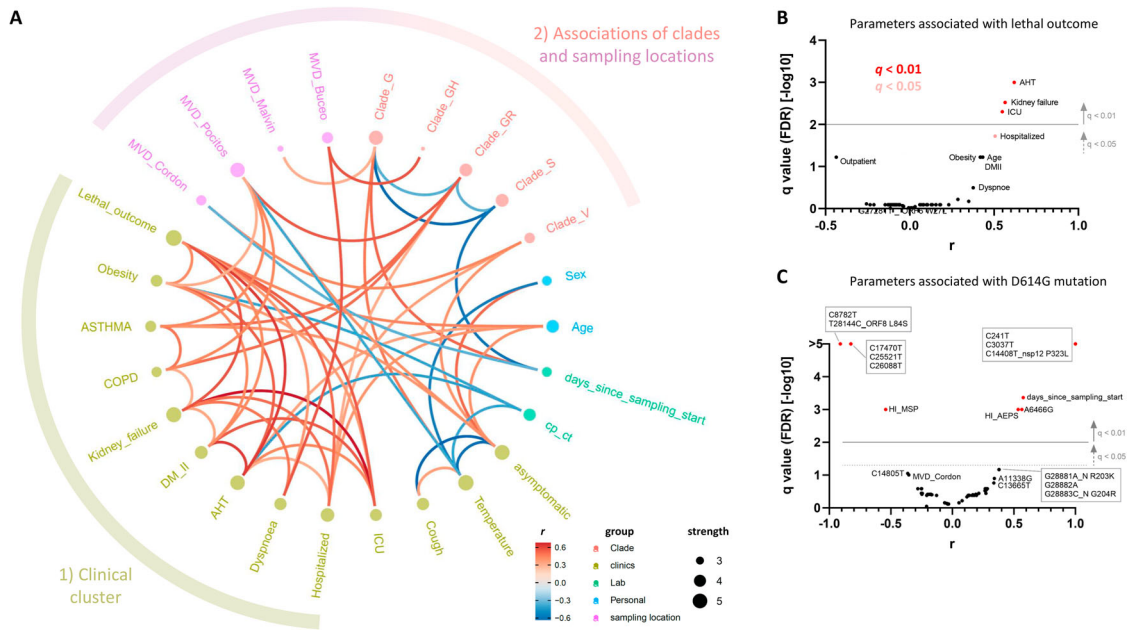 A
2) Associations of clades
and sampling locations
1) Clinical
cluster
MVD_Cordon
MVD_Pocitos
MVD_Malvin
MVD_Buceo
Clade_G
Clade_GH
Clade_GR
Clade_S
Clade_V
Sex
Age
days_since_sampling_start
cp_ct
asymptomatic
Temperature
Cough
ICU
Hospitalized
Dyspnoea
AHT
DM_II
Kidney_failure
COPD
ASTHMA
Obesity
Lethal_outcome
r
0.6
0.3
0.0
−0.3
−0.6
group
Clade
clinics
Lab
Personal
sampling location
strength
3
4
5
B
Parameters associated with lethal outcome
q value (FDR) [-log10]
4
3
2
1
0
q < 0.01
q < 0.05
AHT
Kidney failure
ICU
q < 0.01
Hospitalized
q < 0.05
Outpatient
Obesity
Age
DMII
Dyspnoe
-0.5
0.0
0.5
1.0
r
C
Parameters associated with D614G mutation
q value (FDR) [-log10]
>5
4
3
2
1
0
C8782T
T28144C_ORF8 L84S
C17470T
C25521T
C26088T
C241T
C3037T
C14408T_nsp12 P323L
days_since_sampling_start
HI_MSP
HI_AEPS
A6466G
q < 0.01
q < 0.05
C14805T
MVD_Cordon
A11338G
C13665T
G28881A_N R203K
G28882A
G28883C_N G204R
-1.0
-0.5
0.0
0.5
1.0
r